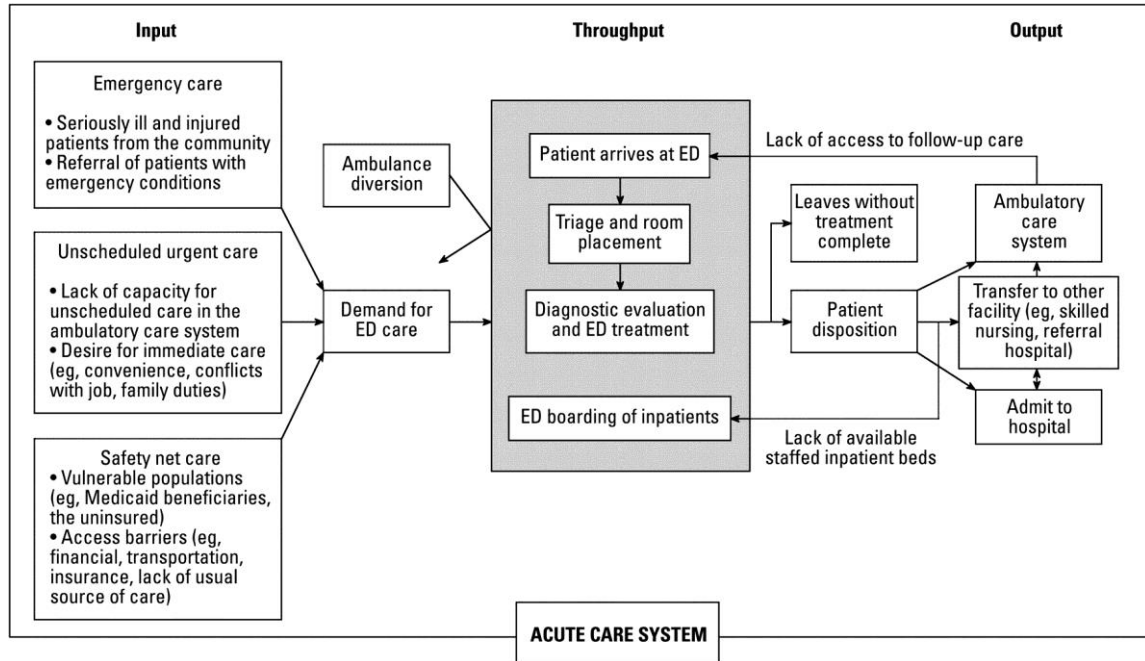 Input
Throughput
Output
Emergency care
• Seriously ill and injured
patients from the community
• Referral of patients with
emergency conditions
Unscheduled urgent care
• Lack of capacity for
unscheduled care in the
ambulatory care system
• Desire for immediate care
(eg, convenience, conflicts
with job, family duties)
Safety net care
• Vulnerable populations
(eg, Medicaid beneficiaries,
the uninsured)
• Access barriers (eg,
financial, transportation,
insurance, lack of usual
source of care)
Ambulance
diversion
Demand for
ED care
Patient arrives at ED
Triage and room
placement
Diagnostic evaluation
and ED treatment
ED boarding of inpatients
Lack of access to follow-up care
Leaves without
treatment
complete
Patient
disposition
Lack of available
staffed inpatient beds
Ambulatory
care
system
Transfer to other
facility (eg, skilled
nursing, referral
hospital)
Admit to
hospital
ACUTE CARE SYSTEM